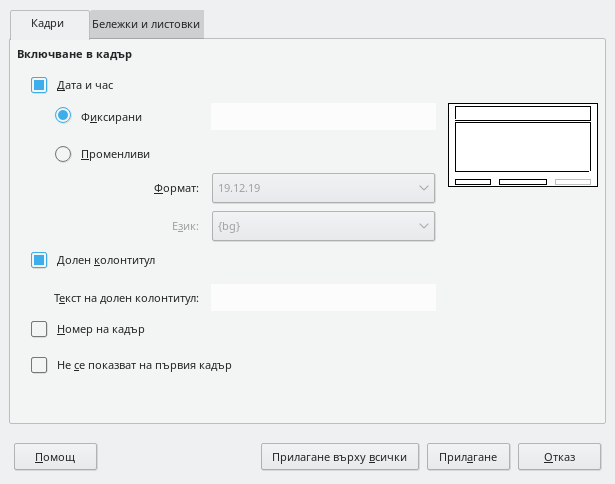 Кадри
Бележки и листовки
Включване в кадър
Дата и час
Фиксирани
Променливи
Формат:
19.12.19
Език:
{bg}
Долен колонтитул
Текст на долен колонтитул:
Номер на кадър
Не се показват на първия кадър
Помощ
Прилагане върху всички
Прилагане
Отказ